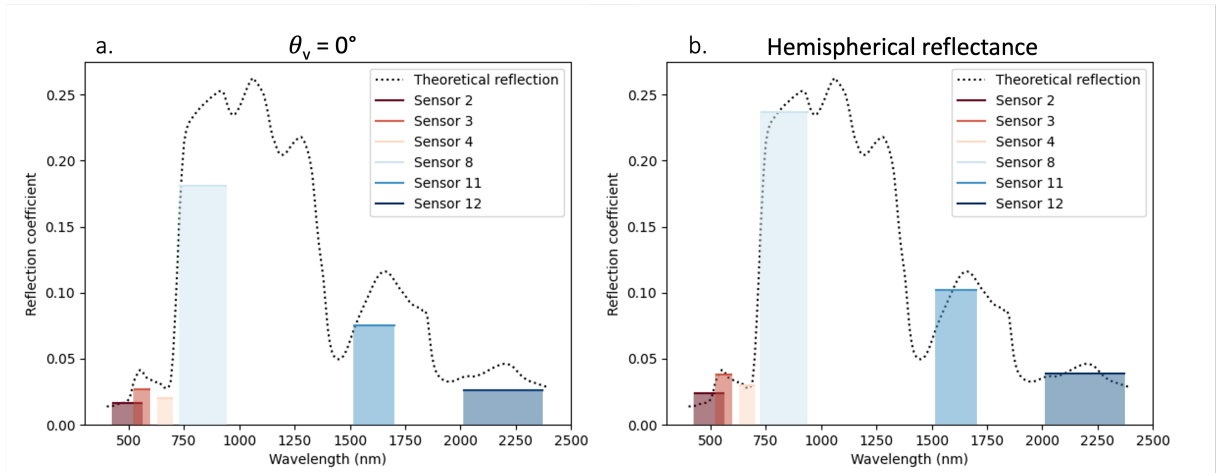 a.
θv = 0°
Theoretical reflection
Sensor 2
Sensor 3
Sensor 4
Sensor 8
Sensor 11
Sensor 12
Reflection coefficient
0.25
0.20
0.15
0.10
0.05
0.00
500 750 1000 1250 1500 1750 2000 2250 2500
Wavelength (nm)
b.
Hemispherical reflectance
Theoretical reflection
Sensor 2
Sensor 3
Sensor 4
Sensor 8
Sensor 11
Sensor 12
Reflection coefficient
0.25
0.20
0.15
0.10
0.05
0.00
500 750 1000 1250 1500 1750 2000 2250 2500
Wavelength (nm)